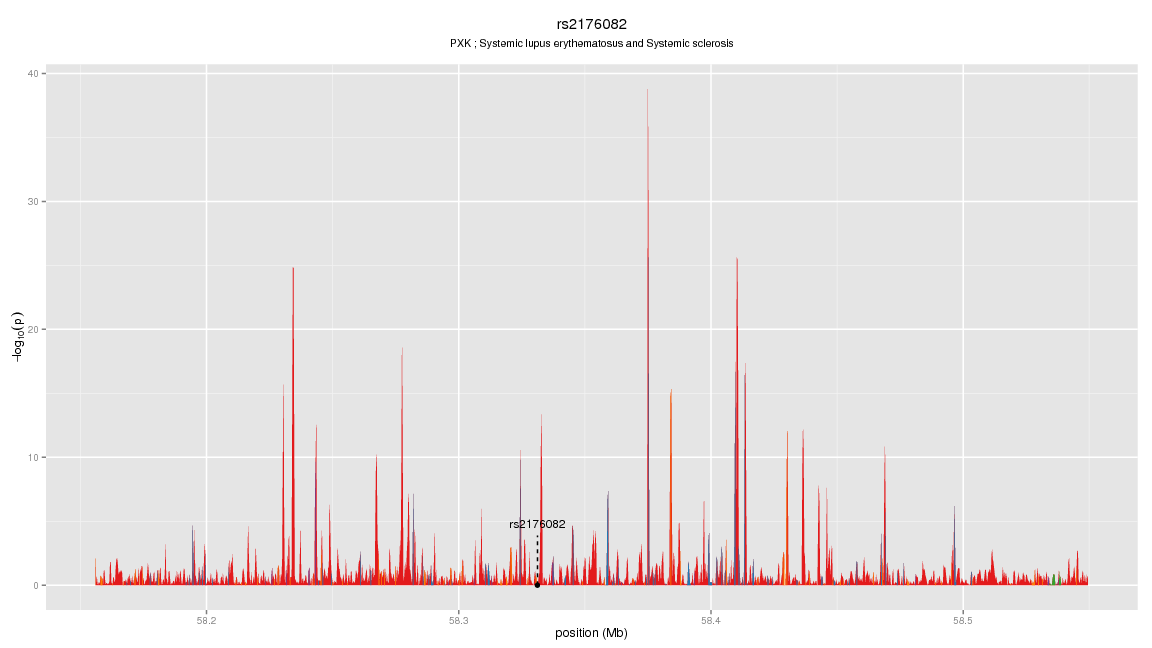 rs2176082
PXK ; Systemic lupus erythematosus and Systemic sclerosis
40
30
20
10
0
−log10(p)
rs2176082
58.2
58.3
58.4
58.5
position (Mb)